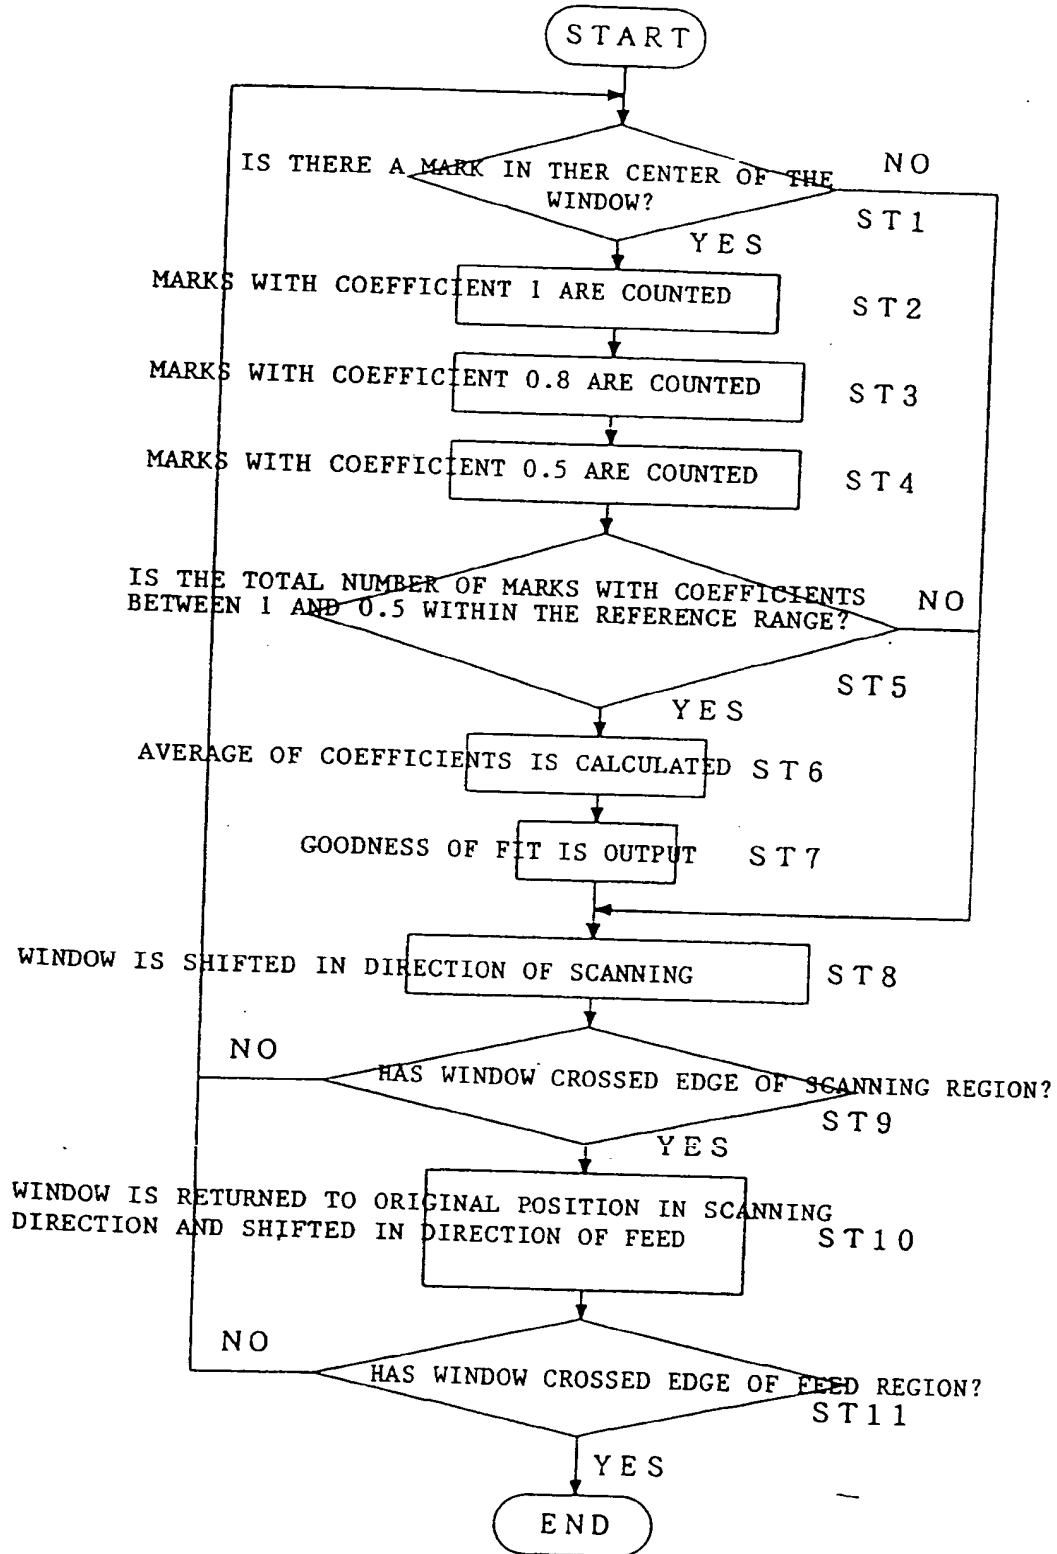 START
IS THERE A MARK IN THER CENTER OF THE
WINDOW?
NO
ST1
YES
MARKS WITH COEFFICIENT 1 ARE COUNTED
ST2
MARKS WITH COEFFICIENT 0.8 ARE COUNTED
ST3
MARKS WITH COEFFICIENT 0.5 ARE COUNTED
ST4
IS THE TOTAL NUMBER OF MARKS WITH COEFFICIENTS
BETWEEN 1 AND 0.5 WITHIN THE REFERENCE RANGE?
NO
ST5
YES
AVERAGE OF COEFFICIENTS IS CALCULATED
ST6
GOODNESS OF FIT IS OUTPUT
ST7
WINDOW IS SHIFTED IN DIRECTION OF SCANNING
ST8
NO
HAS WINDOW CROSSED EDGE OF SCANNING REGION?
ST9
YES
WINDOW IS RETURNED TO ORIGINAL POSITION IN SCANNING
DIRECTION AND SHIFTED IN DIRECTION OF FEED
ST10
NO
HAS WINDOW CROSSED EDGE OF FEED REGION?
ST11
YES
END